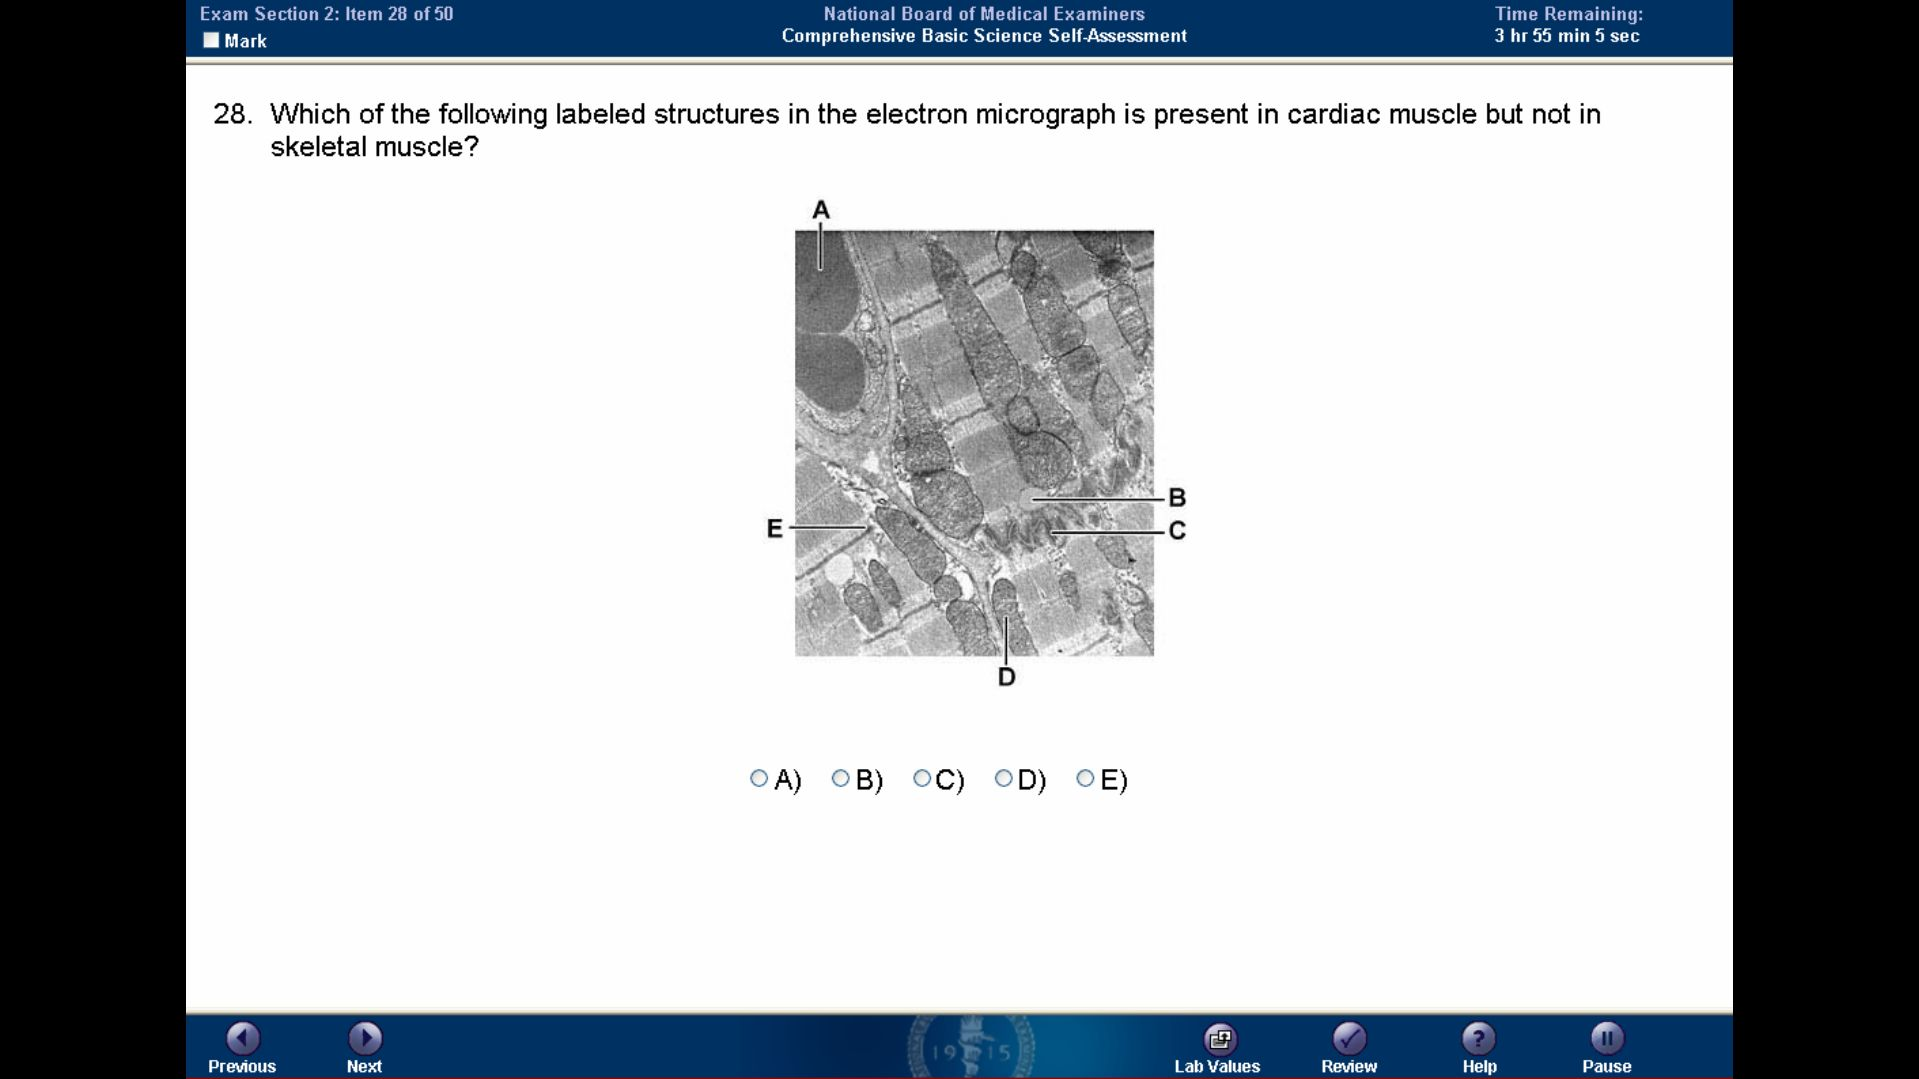 Exam Section 2: Item 28 of 50
Mark
National Board of Medical Examiners
Comprehensive Basic Science Self-Assessment
Time Remaining:
3 hr 55 min 5 sec
28. Which of the following labeled structures in the electron micrograph is present in cardiac muscle but not in
skeletal muscle?
A
B
C
E
D
A) B) C) D) E)
Previous
Next
19 15
Lab Values
Review
Help
Pause